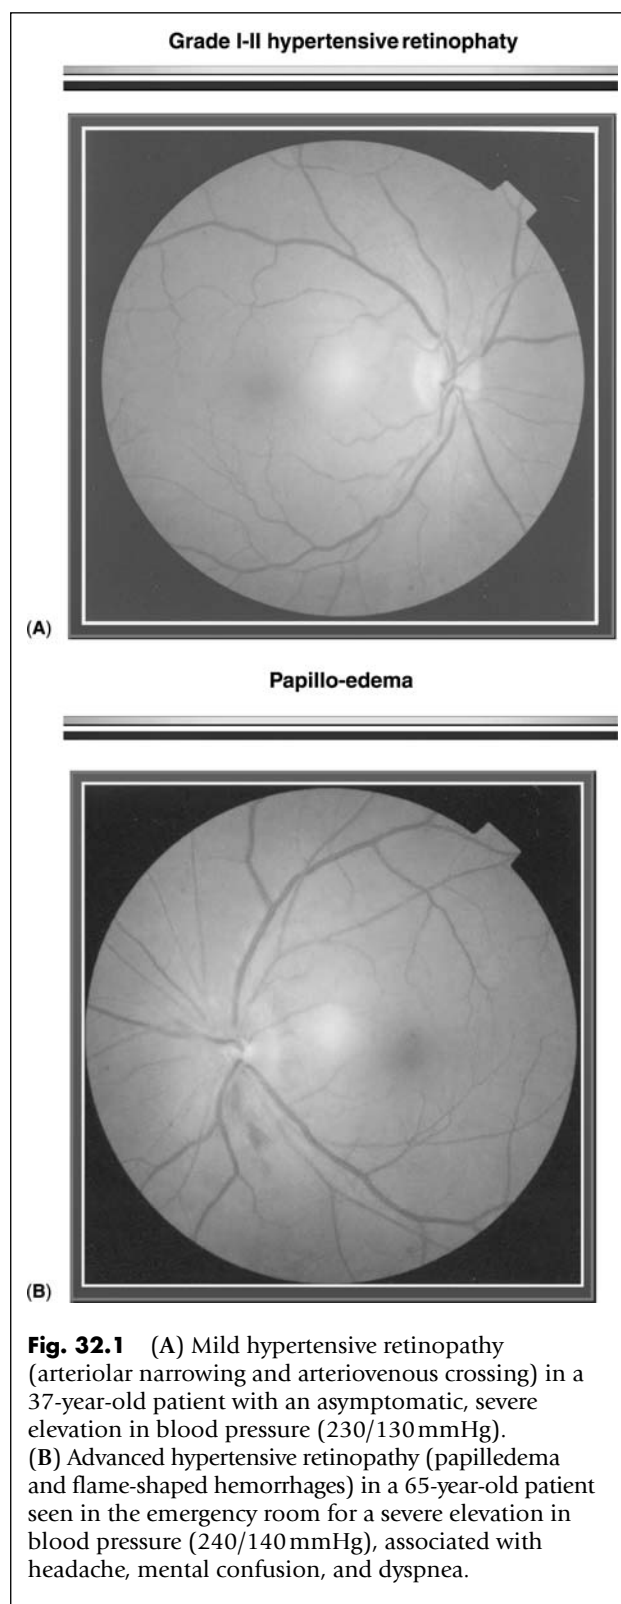 Grade I-II hypertensive retinophaty
(A)
Papillo-edema
(B)
Fig. 32.1 (A) Mild hypertensive retinopathy
(arteriolar narrowing and arteriovenous crossing) in a
37-year-old patient with an asymptomatic, severe
elevation in blood pressure (230/130 mmHg).
(B) Advanced hypertensive retinopathy (papilledema
and flame-shaped hemorrhages) in a 65-year-old patient
seen in the emergency room for a severe elevation in
blood pressure (240/140 mmHg), associated with
headache, mental confusion, and dyspnea.